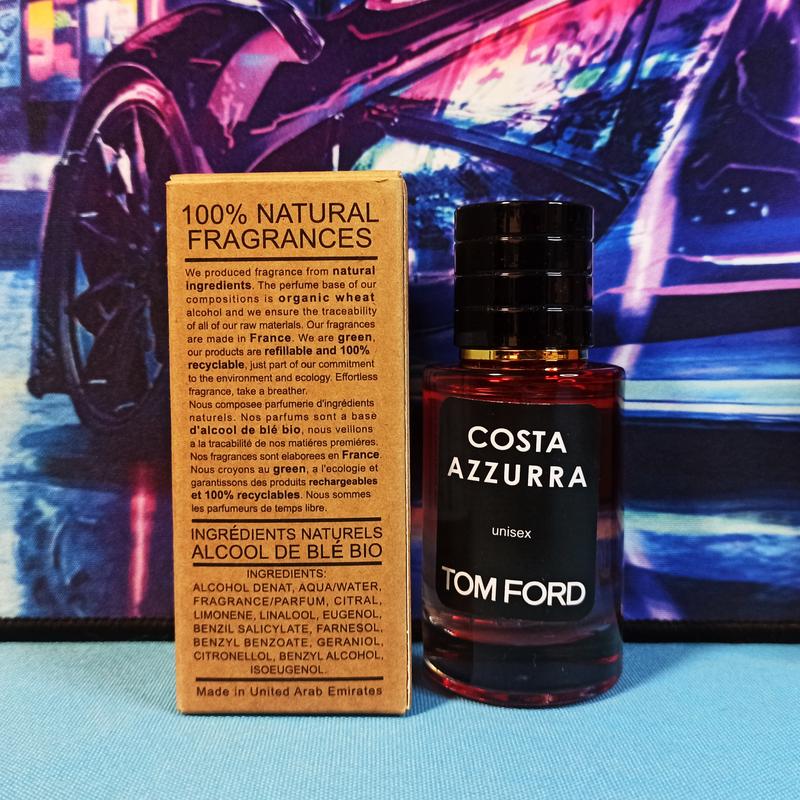 100% NATURAL
FRAGRANCES
We produced fragrance from natural
ingredients. The perfume base of our
compositions is organic wheat
alcohol and we ensure the traceability
of all of our raw materials. Our fragrances
are made in France. We are green,
our products are refillable and 100%
recyclable, just part of our commitment
to the environment and ecology. Effortless
fragrance, take a breather.
Nous composee parfumerie d'ingrédients
naturels. Nos parfums sont a base
d'alcool de blé bio, nous veillons
a la tracabilité de nos matiéres premiéres.
Nos fragrances sont elaborees en France.
Nous croyons au green, a l'ecologie et
garantissons des produits rechargeables
et 100% recyclables. Nous sommes
les parfumeurs de temps libre.
INGRÉDIENTS NATURELS
ALCOOL DE BLÉ BIO
INGREDIENTS:
ALCOHOL DENAT, AQUA/WATER,
FRAGRANCE/PARFUM, CITRAL,
LIMONENE, LINALOOL, EUGENOL,
BENZIL SALICYLATE, FARNESOL,
BENZYL BENZOATE, GERANIOL,
CITRONELLOL, BENZYL ALCOHOL,
ISOEUGENOL.
Made in United Arab Emirates
COSTA
AZZURRA
unisex
TOM FORD